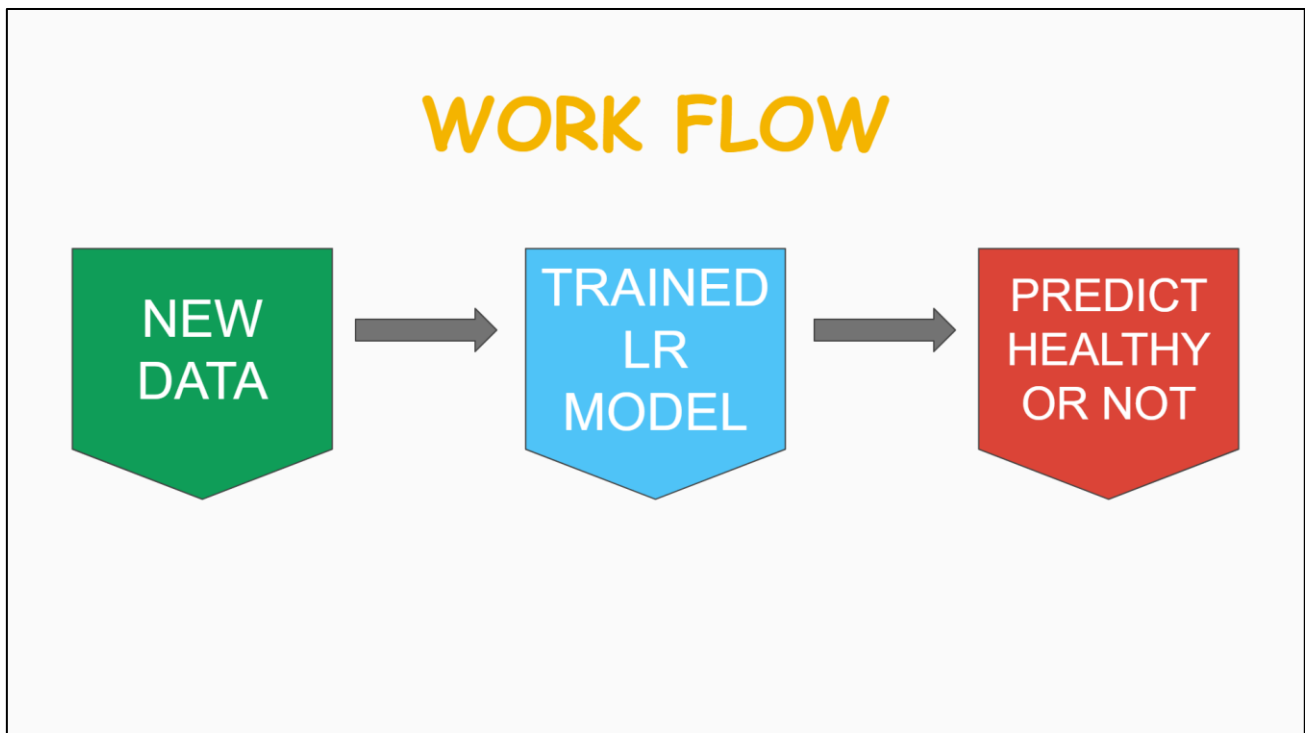 WORK FLOW
NEW
DATA
TRAINED
LR
MODEL
PREDICT
HEALTHY
OR NOT